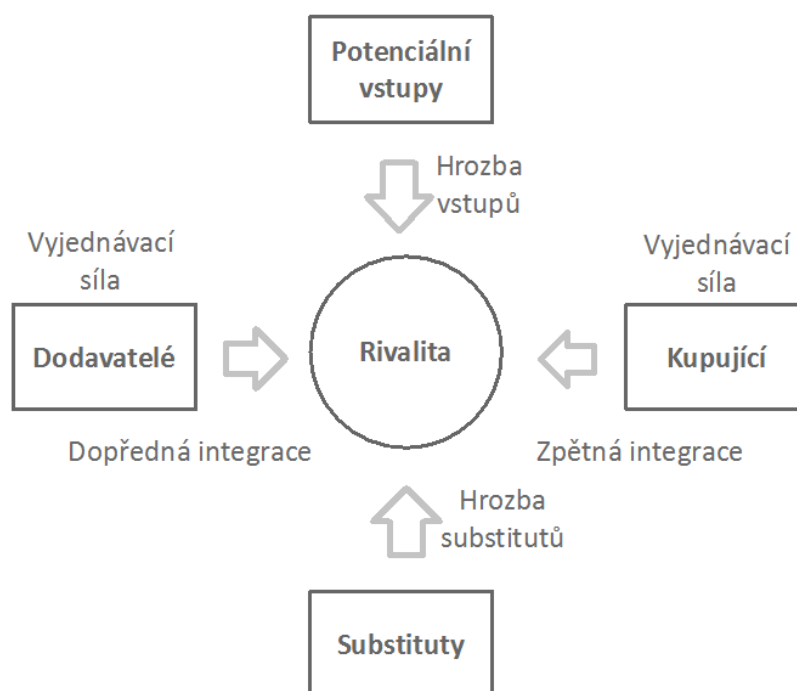 Potenciální
vstupy
Hrozba
vstupů
Vyjednávací
síla
Vyjednávací
síla
Dodavatelé
Rivalita
Kupující
Dopředná integrace
Zpětná integrace
Hrozba
substitutů
Substituty